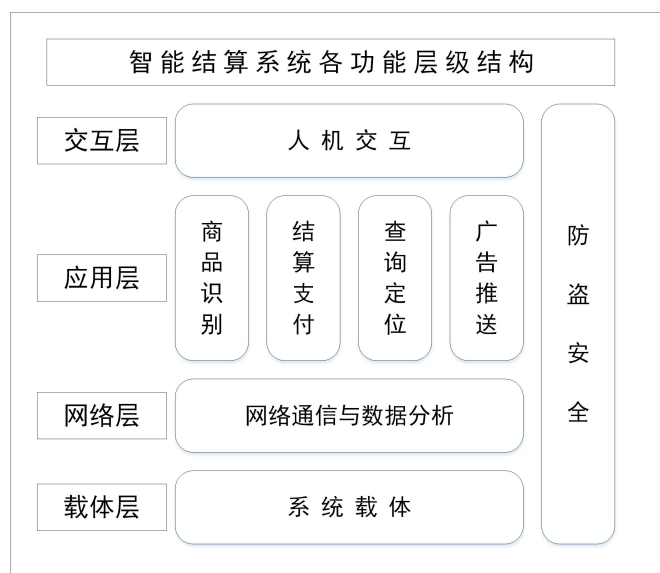 智能结算系统各功能层级结构
交互层
人机交互
应用层
商品识别
结算支付
查询定位
广告推送
网络层
网络通信与数据分析
载体层
系统载体
防盗安全